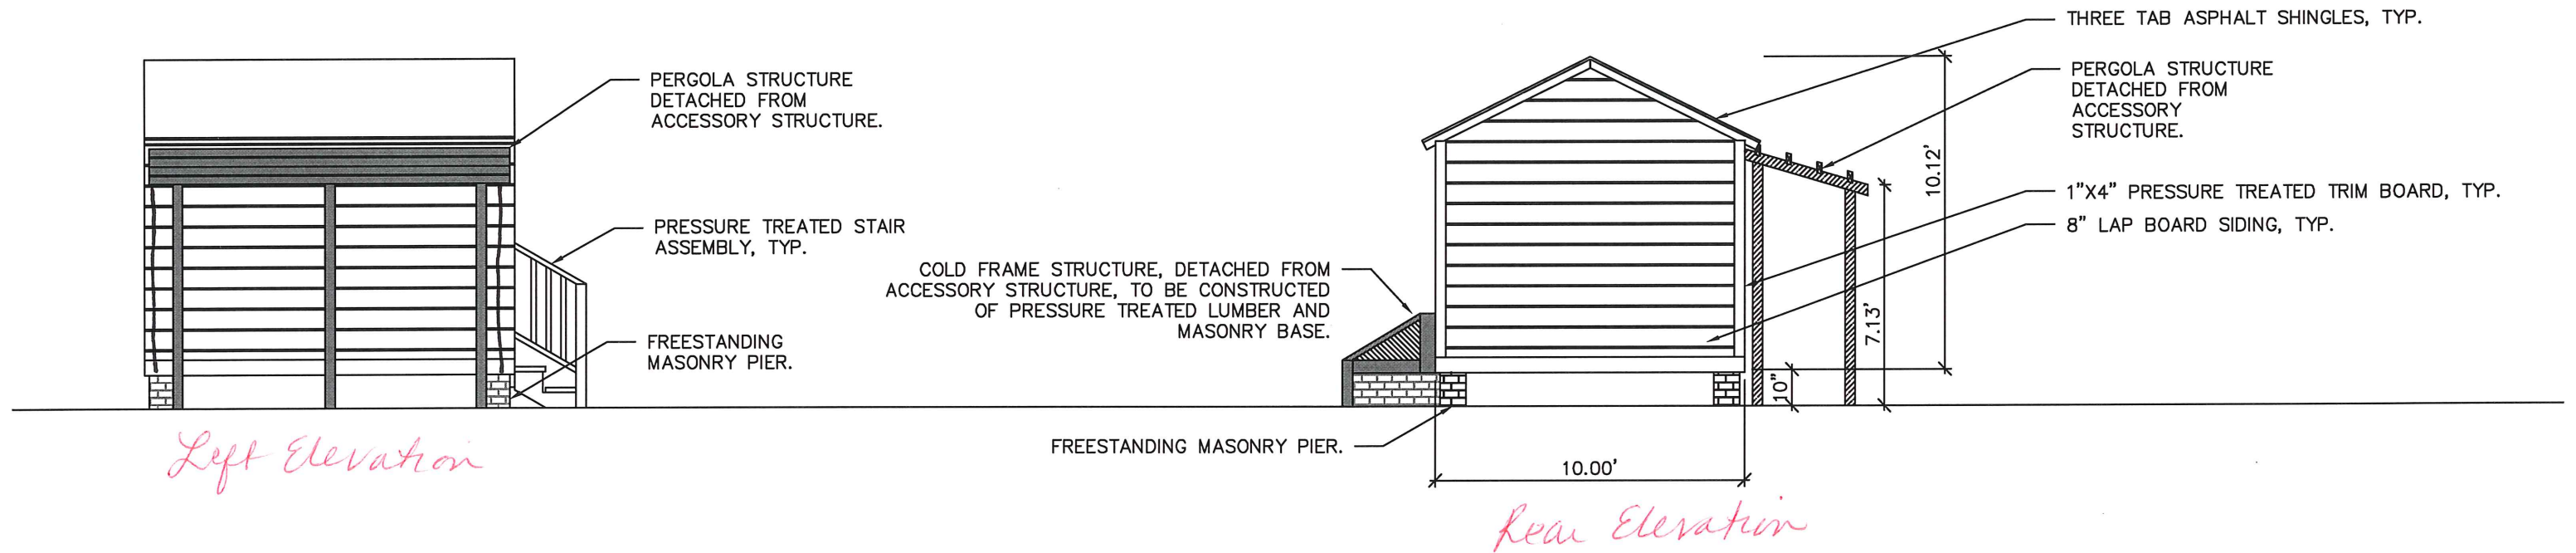 PERGOLA STRUCTURE
DETACHED FROM
ACCESSORY STRUCTURE.
PRESSURE TREATED STAIR
ASSEMBLY, TYP.
FREESTANDING
MASONRY PIER.
Left Elevation
COLD FRAME STRUCTURE, DETACHED FROM
ACCESSORY STRUCTURE, TO BE CONSTRUCTED
OF PRESSURE TREATED LUMBER AND
MASONRY BASE.
FREESTANDING MASONRY PIER.
THREE TAB ASPHALT SHINGLES, TYP.
PERGOLA STRUCTURE
DETACHED FROM
ACCESSORY
STRUCTURE.
1"X4" PRESSURE TREATED TRIM BOARD, TYP.
8" LAP BOARD SIDING, TYP.
10.12'
7.13'
10"
10.00'
Rear Elevation